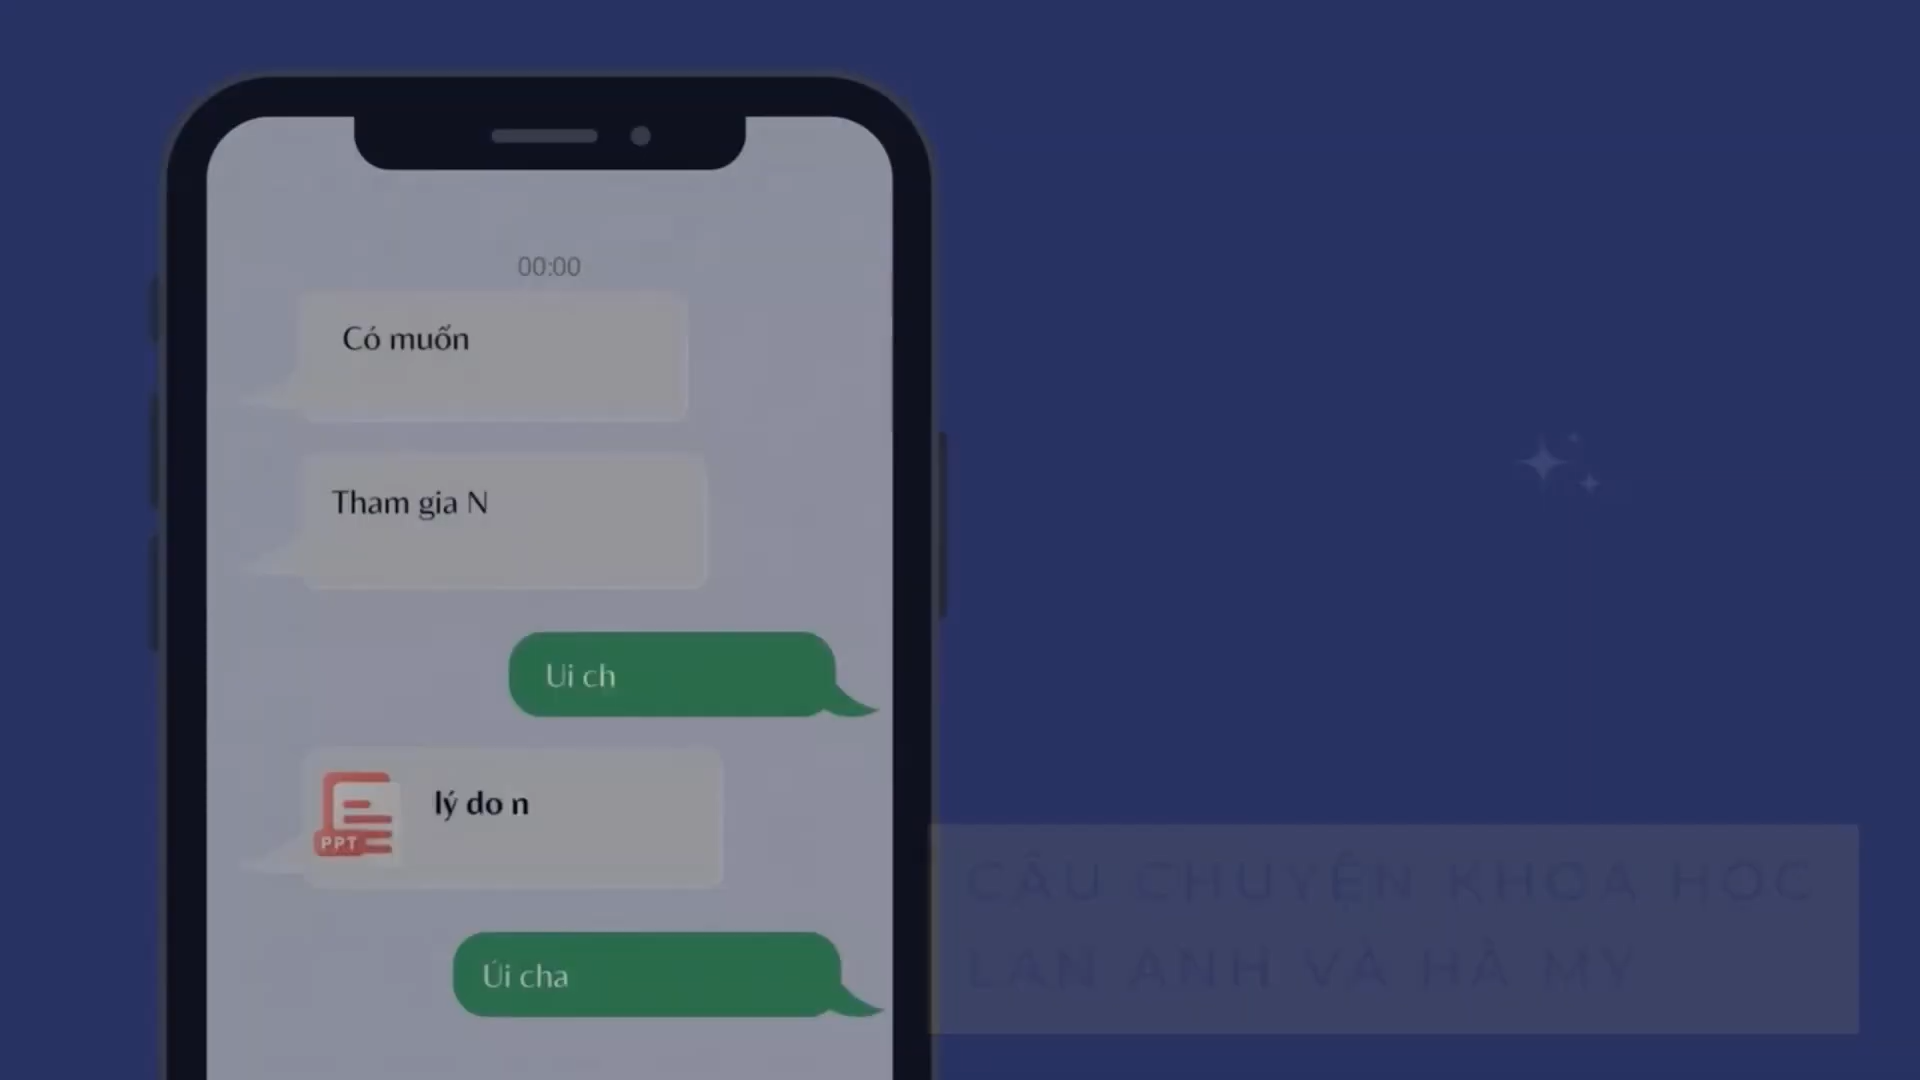 00:00
Có muốn
Tham gia N
Ui ch
PPT
lý do n
Úi cha
CÂU CHUYỆN KHOA HỌC
LAN ANH VÀ HÀ MY